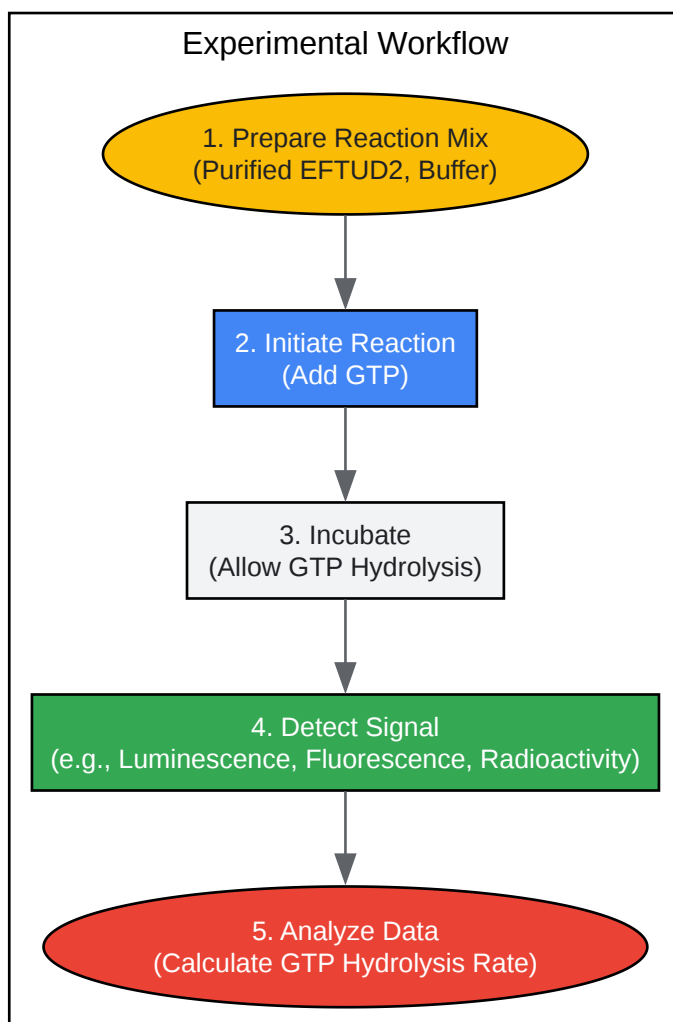 Experimental Workflow
1. Prepare Reaction Mix
(Purified EFTUD2, Buffer)
2. Initiate Reaction
(Add GTP)
3. Incubate
(Allow GTP Hydrolysis)
4. Detect Signal
(e.g., Luminescence, Fluorescence, Radioactivity)
5. Analyze Data
(Calculate GTP Hydrolysis Rate)